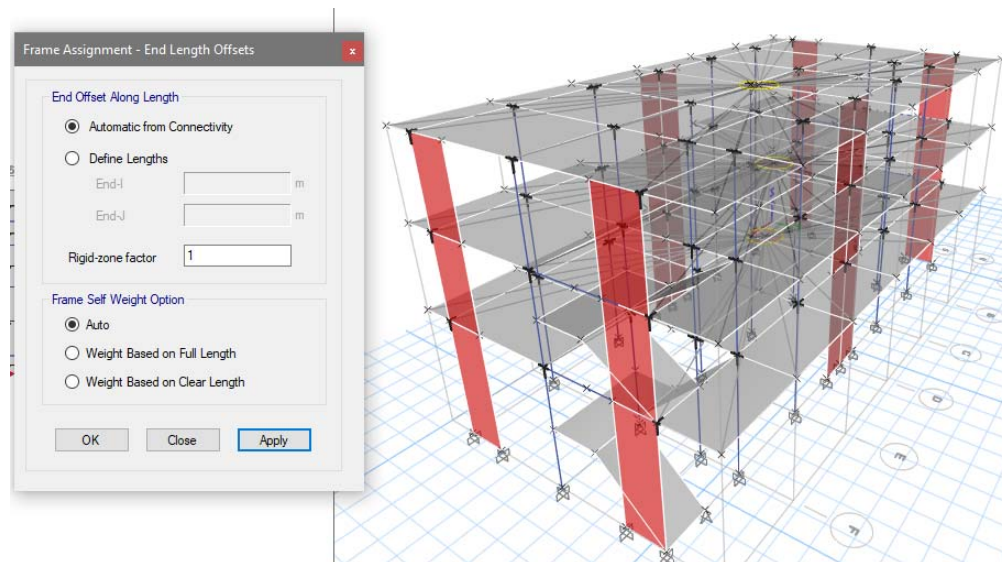 Frame Assignment - End Length Offsets
x
End Offset Along Length
Automatic from Connectivity
Define Lengths
End-I m
End-J m
Rigid-zone factor 1
Frame Self Weight Option
Auto
Weight Based on Full Length
Weight Based on Clear Length
OK Close Apply
C
D
E
F